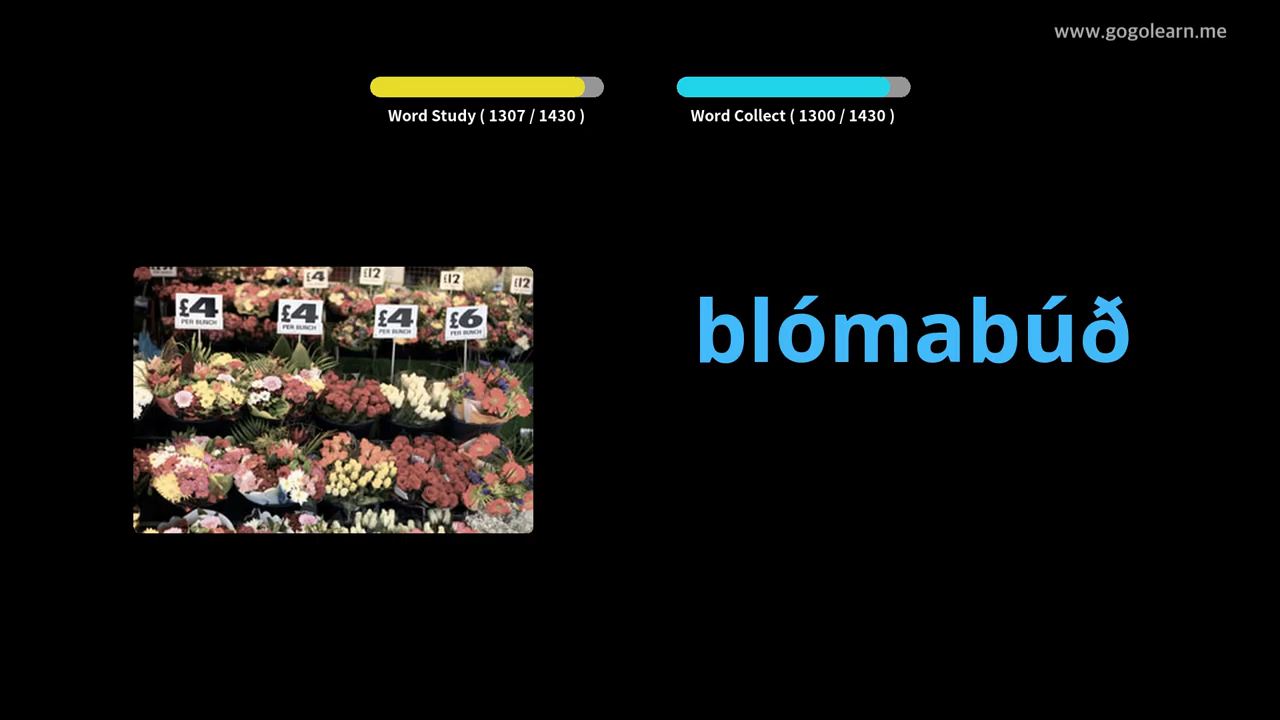 www.gogolearn.me
Word Study ( 1307 / 1430 )
Word Collect ( 1300 / 1430 )
blómabúð
£4
£12
£12
£12
£4
PER BUNCH
£4
PER BUNCH
£4
PER BUNCH
£6
PER BUNCH